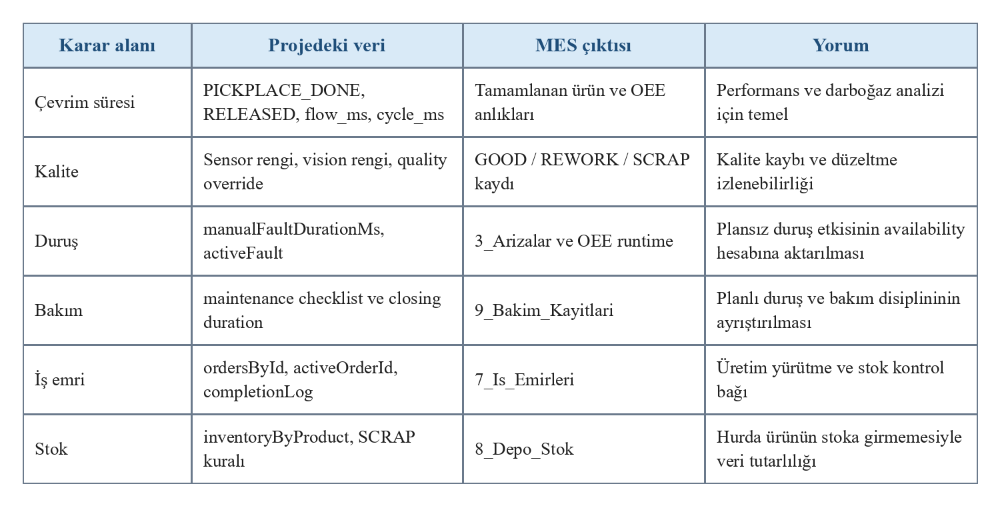 Karar alanı
Projedeki veri
MES çıktısı
Yorum
Çevrim süresi
PICKPLACE_DONE,
RELEASED, flow_ms, cycle_ms
Tamamlanan ürün ve OEE
anlıkları
Performans ve darboğaz analizi
için temel
Kalite
Sensor rengi, vision rengi, quality
override
GOOD / REWORK / SCRAP
kaydı
Kalite kaybı ve düzeltme
izlenebilirliği
Duruş
manualFaultDurationMs,
activeFault
3_Arizalar ve OEE runtime
Plansız duruş etkisinin availability
hesabına aktarılması
Bakım
maintenance checklist ve closing
duration
9_Bakim_Kayitlari
Planlı duruş ve bakım disiplininin
ayrıştırılması
İş emri
ordersById, activeOrderId,
completionLog
7_Is_Emirleri
Üretim yürütme ve stok kontrol
bağı
Stok
inventoryByProduct, SCRAP
kuralı
8_Depo_Stok
Hurda ürünün stoka girmemesiyle
veri tutarlılığı